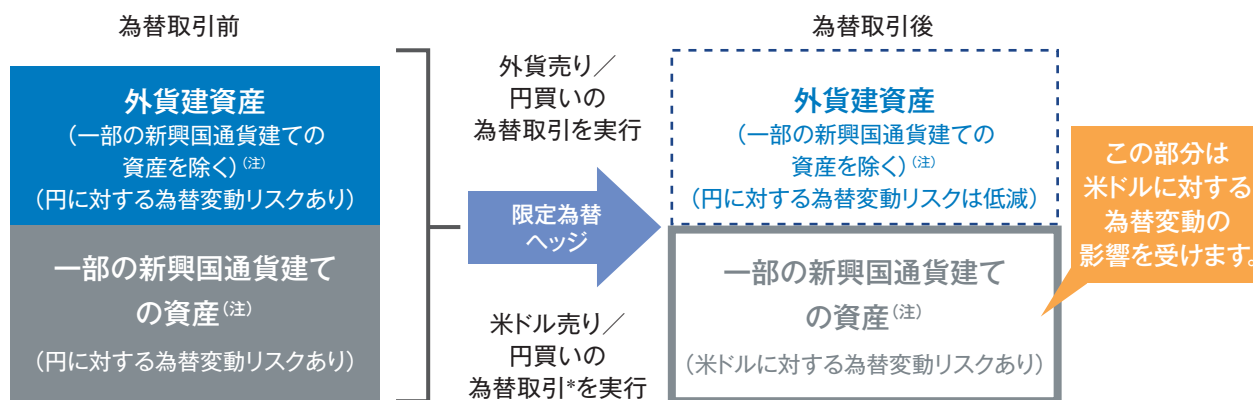 為替取引前
外貨建資産
（一部の新興国通貨建ての
資産を除く）(注)
（円に対する為替変動リスクあり）
一部の新興国通貨建て
の資産(注)
（円に対する為替変動リスクあり）
外貨売り／
円買いの
為替取引を実行
限定為替
ヘッジ
米ドル売り／
円買いの
為替取引*を実行
為替取引後
外貨建資産
（一部の新興国通貨建ての
資産を除く）(注)
（円に対する為替変動リスクは低減）
一部の新興国通貨建て
の資産(注)
（米ドルに対する為替変動リスクあり）
この部分は
米ドルに対する
為替変動の
影響を受けます。